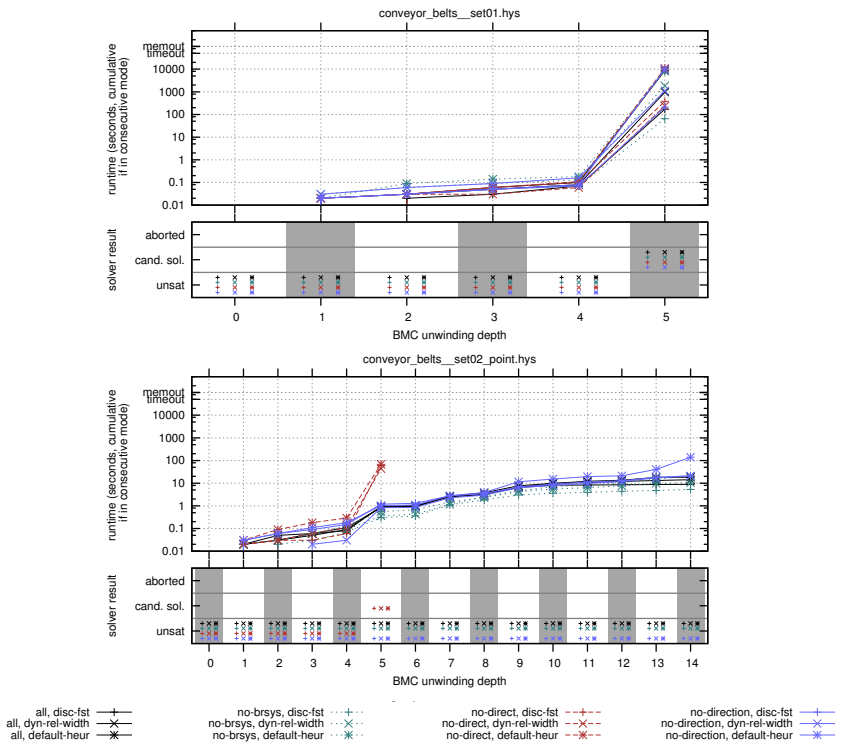 conveyor_belts__set01.hys
memout
timeout
10000
1000
100
10
1
0.1
0.01
runtime (seconds, cumulative
if in consecutive mode)
solver result
aborted
cand. sol.
unsat
0 1 2 3 4 5
BMC unwinding depth
conveyor_belts__set02_point.hys
memout
timeout
10000
1000
100
10
1
0.1
0.01
runtime (seconds, cumulative
if in consecutive mode)
solver result
aborted
cand. sol.
unsat
0 1 2 3 4 5 6 7 8 9 10 11 12 13 14
BMC unwinding depth
all, disc-fst no-brsys, disc-fst no-direct, disc-fst no-direction, disc-fst
all, dyn-rel-width no-brsys, dyn-rel-width no-direct, dyn-rel-width no-direction, dyn-rel-width
all, default-heur no-brsys, default-heur no-direct, default-heur no-direction, default-heur